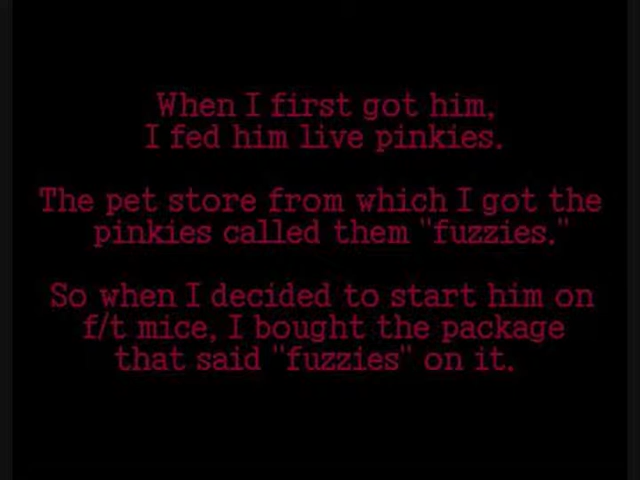 When I first got him,
I fed him live pinkies.
The pet store from which I got the
pinkies called them "fuzzies."
So when I decided to start him on
f/t mice, I bought the package
that said "fuzzies" on it.